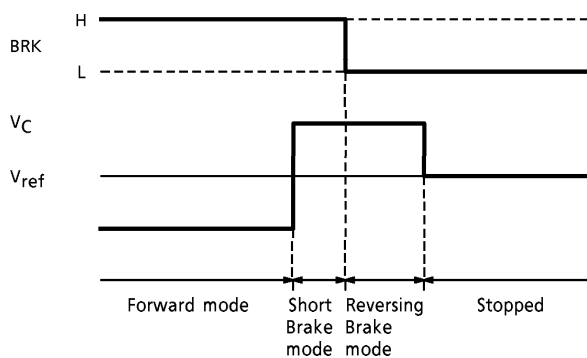 H
BRK
L
VC
Vref
Forward mode
Short Brake mode
Reversing Brake mode
Stopped